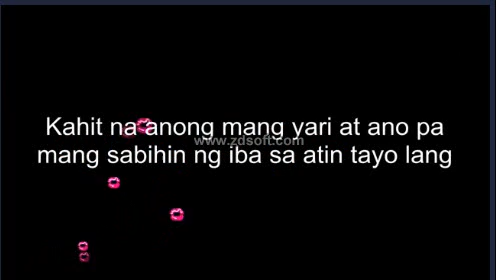 Kahit na anong mang yari at ano pa
www.zdsoft.com
mang sabihin ng iba sa atin tayo lang